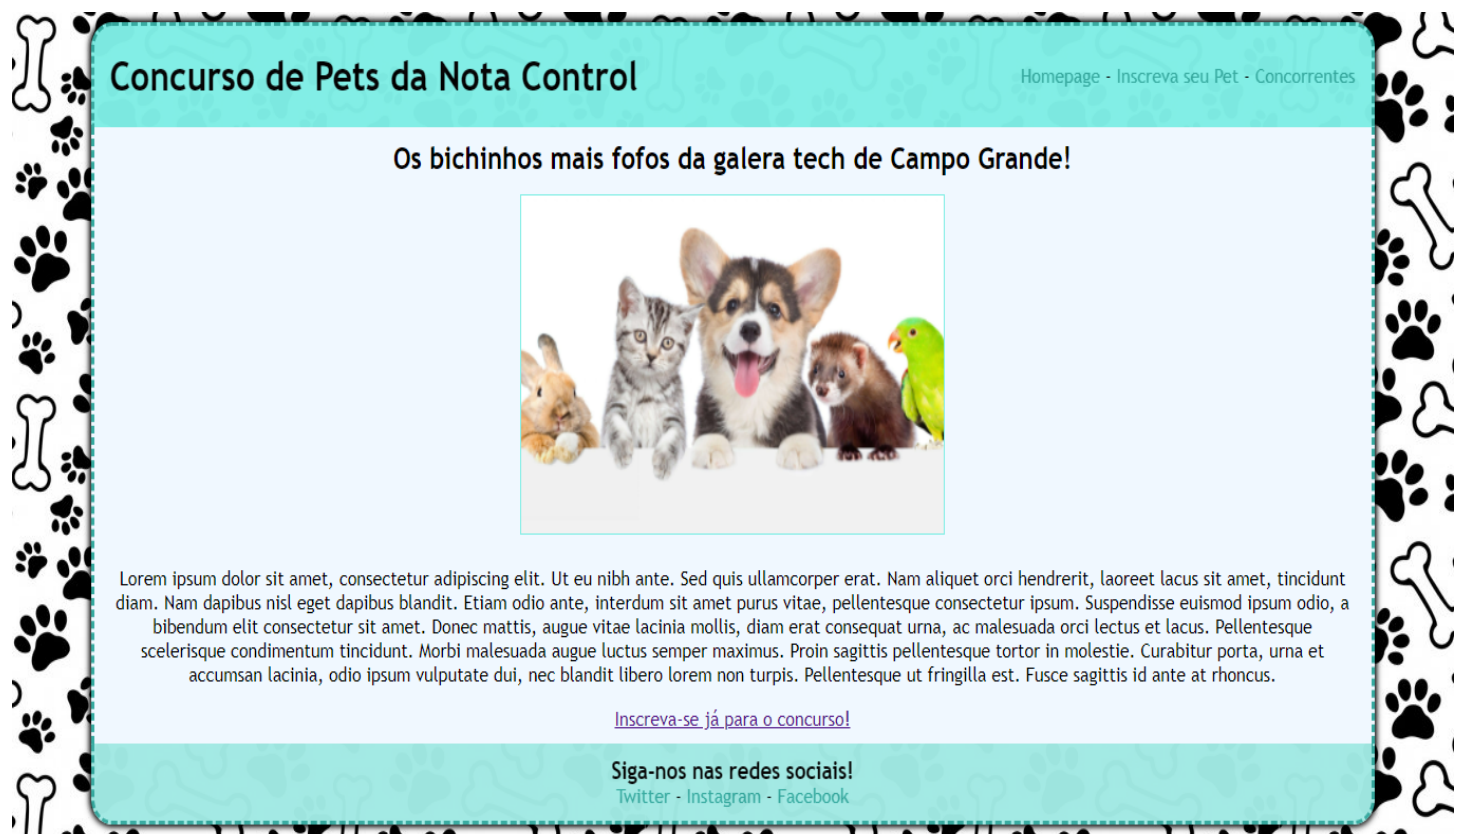 Concurso de Pets da Nota Control
Homepage - Inscreva seu Pet - Concorrentes
Os bichinhos mais fofos da galera tech de Campo Grande!
Lorem ipsum dolor sit amet, consectetur adipiscing elit. Ut eu nibh ante. Sed quis ullamcorper erat. Nam aliquet orci hendrerit, laoreet lacus sit amet, tincidunt
diam. Nam dapibus nisl eget dapibus blandit. Etiam odio ante, interdum sit amet purus vitae, pellentesque consectetur ipsum. Suspendisse euismod ipsum odio, a
bibendum elit consectetur sit amet. Donec mattis, augue vitae lacinia mollis, diam erat consequat urna, ac malesuada orci lectus et lacus. Pellentesque
scelerisque condimentum tincidunt. Morbi malesuada augue luctus semper maximus. Proin sagittis pellentesque tortor in molestie. Curabitur porta, urna et
accumsan lacinia, odio ipsum vulputate dui, nec blandit libero lorem non turpis. Pellentesque ut fringilla est. Fusce sagittis id ante at rhoncus.
Inscreva-se já para o concurso!
Siga-nos nas redes sociais!
Twitter - Instagram - Facebook